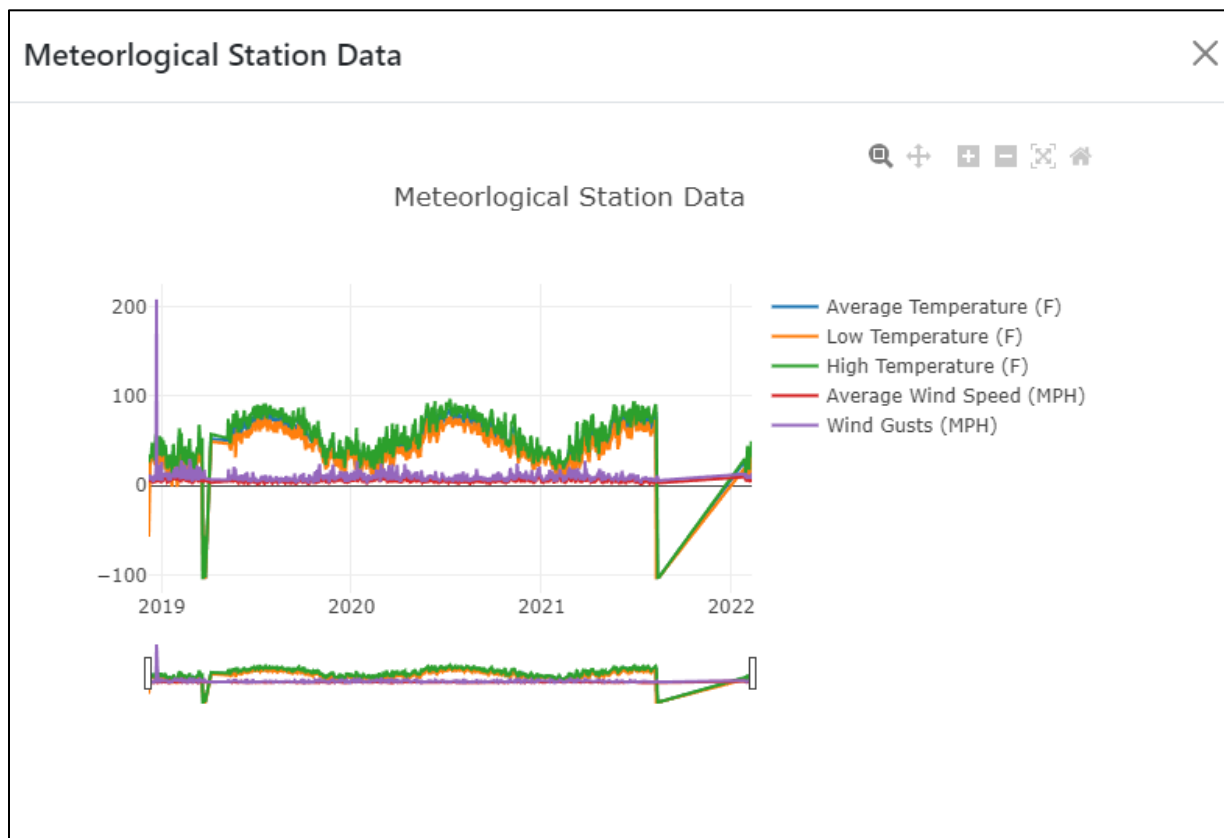 Meteorlogical Station Data
Meteorlogical Station Data
200
100
0
−100
2019
2020
2021
2022
Average Temperature (F)
Low Temperature (F)
High Temperature (F)
Average Wind Speed (MPH)
Wind Gusts (MPH)